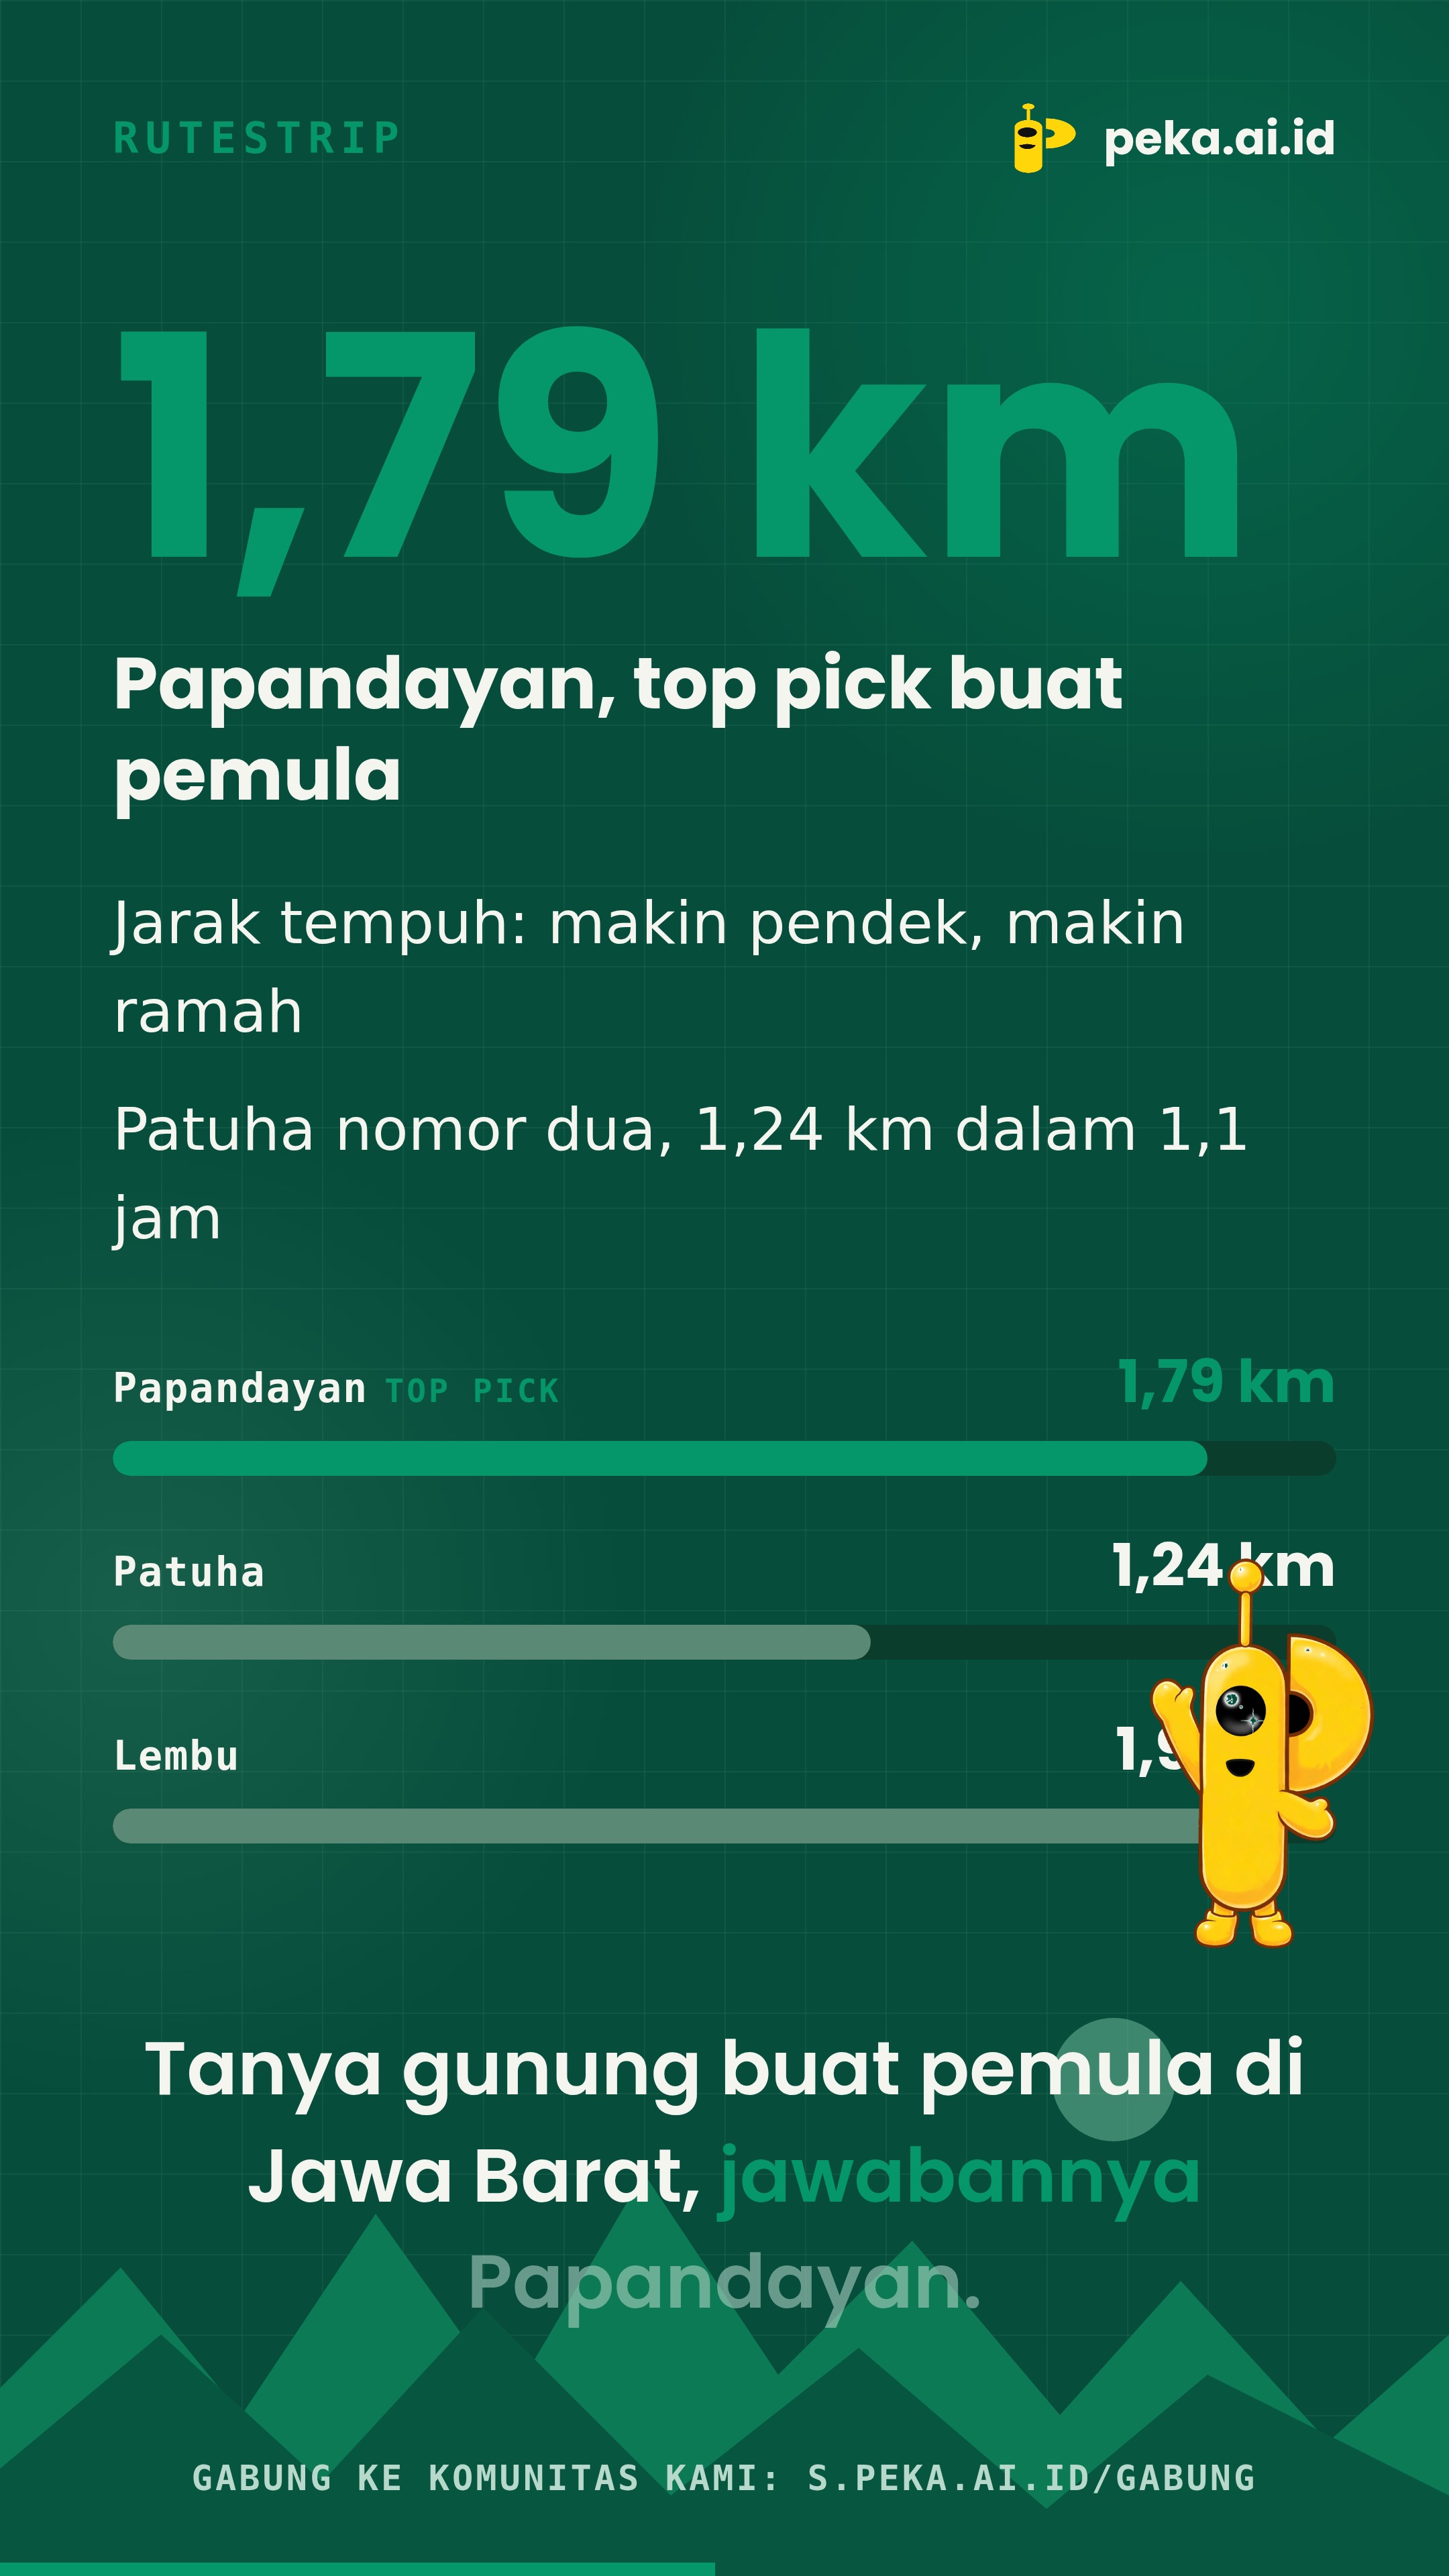 RUTESTRIP
peka.ai.id
1,79 km
Papandayan, top pick buat
pemula
Jarak tempuh: makin pendek, makin
ramah
Patuha nomor dua, 1,24 km dalam 1,1
jam
Papandayan TOP PICK
1,79 km
Patuha
1,24 km
Lembu
Tanya gunung buat pemula di
Jawa Barat, jawabannya
Papandayan.
GABUNG KE KOMUNITAS KAMI: S.PEKA.AI.ID/GABUNG